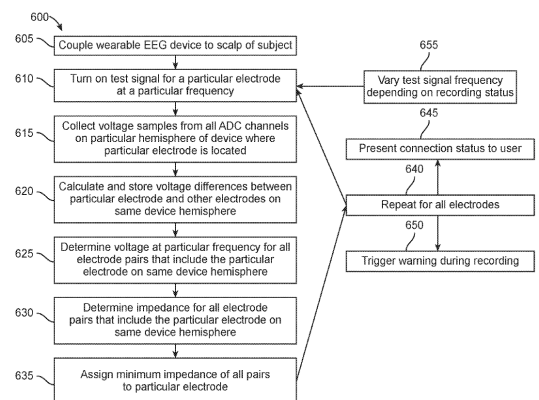 600
605
Couple wearable EEG device to scalp of subject
610
Turn on test signal for a particular electrode
at a particular frequency
615
Collect voltage samples from all ADC channels
on particular hemisphere of device where
particular electrode is located
620
Calculate and store voltage differences between
particular electrode and other electrodes on
same device hemisphere
625
Determine voltage at particular frequency for all
electrode pairs that include the particular
electrode on same device hemisphere
630
Determine impedance for all electrode
pairs that include the particular electrode on
same device hemisphere
635
Assign minimum impedance of all pairs
to particular electrode
655
Vary test signal frequency
depending on recording status
645
Present connection status to user
640
Repeat for all electrodes
650
Trigger warning during recording